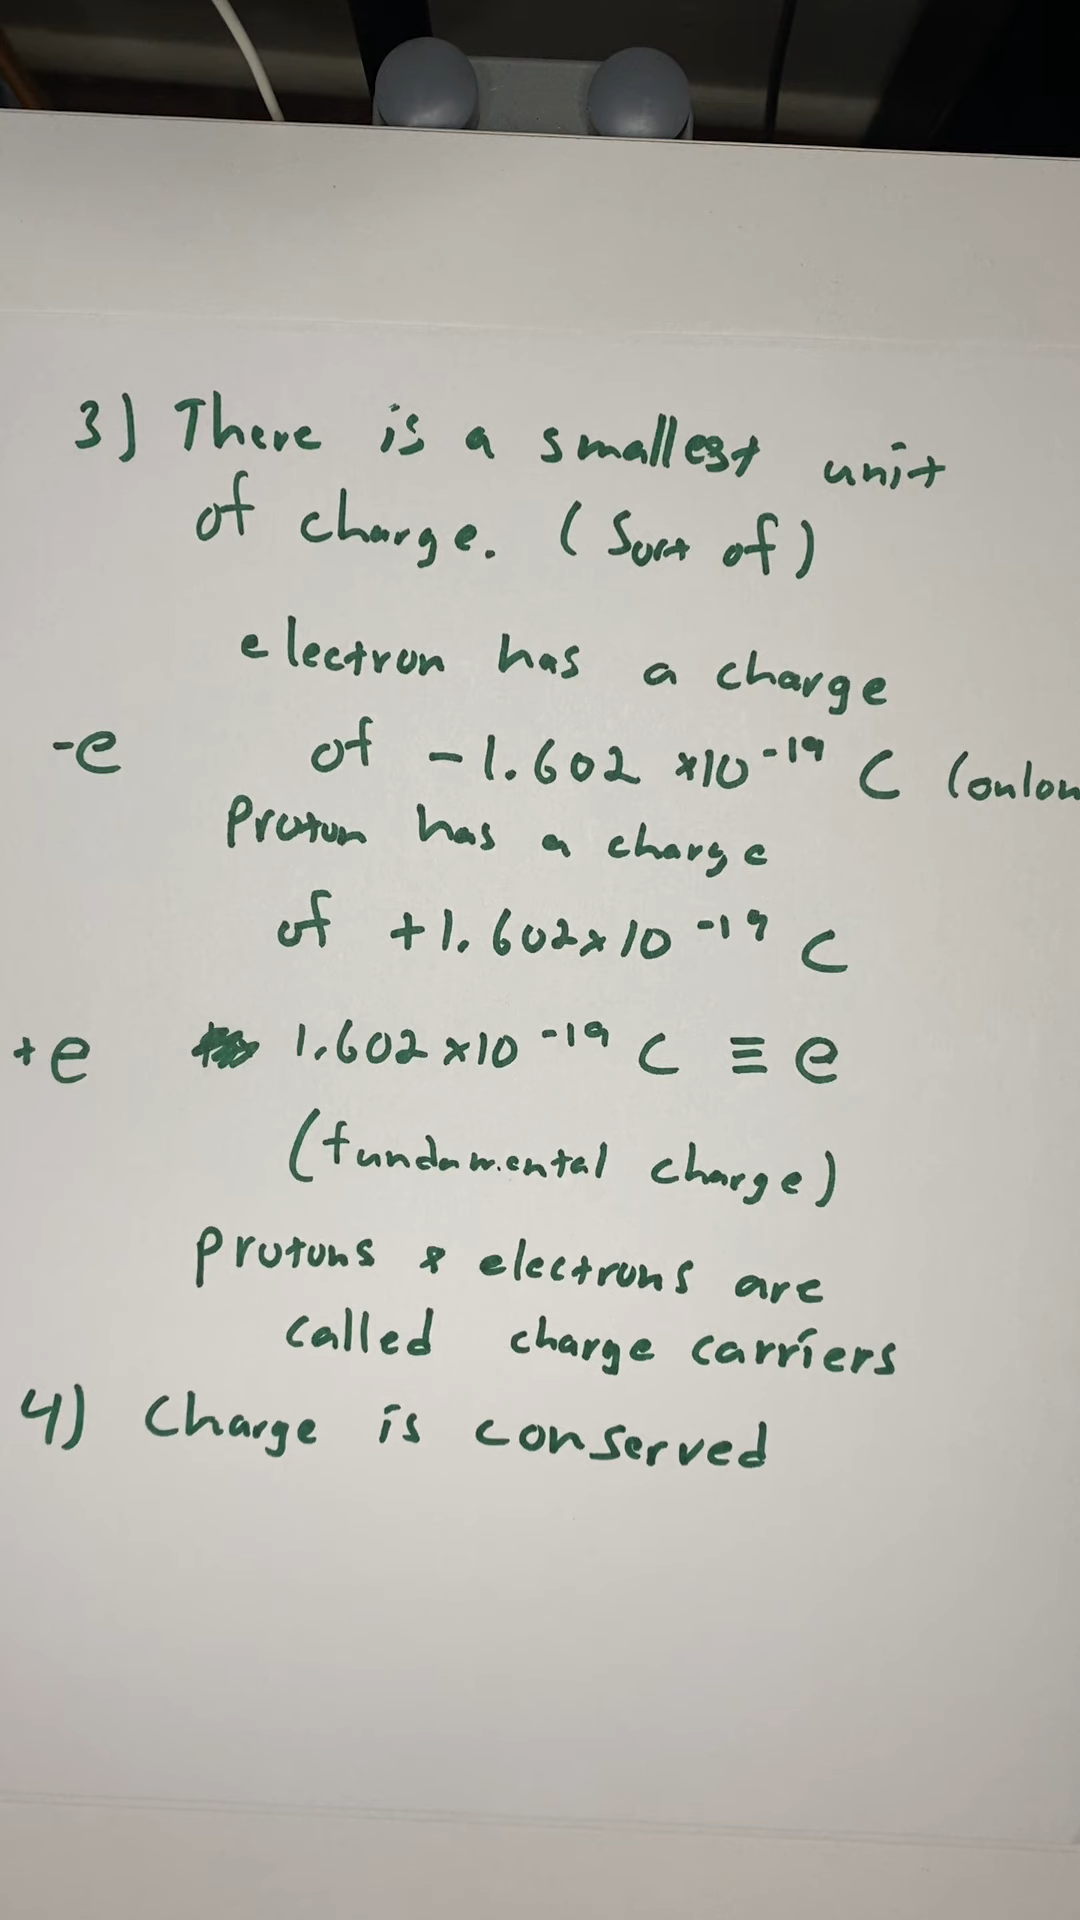 3) There is a smallest unit
of charge. (Sort of)
electron has a charge
-e of -1.602 ×10⁻¹⁹ C Coulom
Proton has a charge
of +1.602×10⁻¹⁹ C
+e 1.602×10⁻¹⁹ C ≡ e
(fundamental charge)
protons & electrons are
called charge carriers
4) Charge is conserved